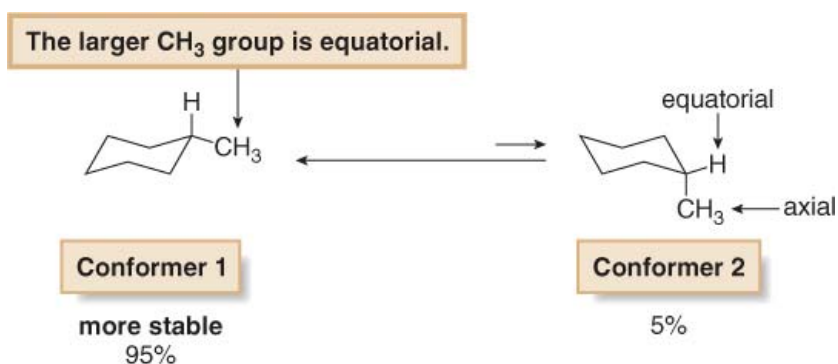 The larger CH₃ group is equatorial.
H
CH₃
equatorial
H
CH₃
axial
Conformer 1
Conformer 2
more stable
95%
5%